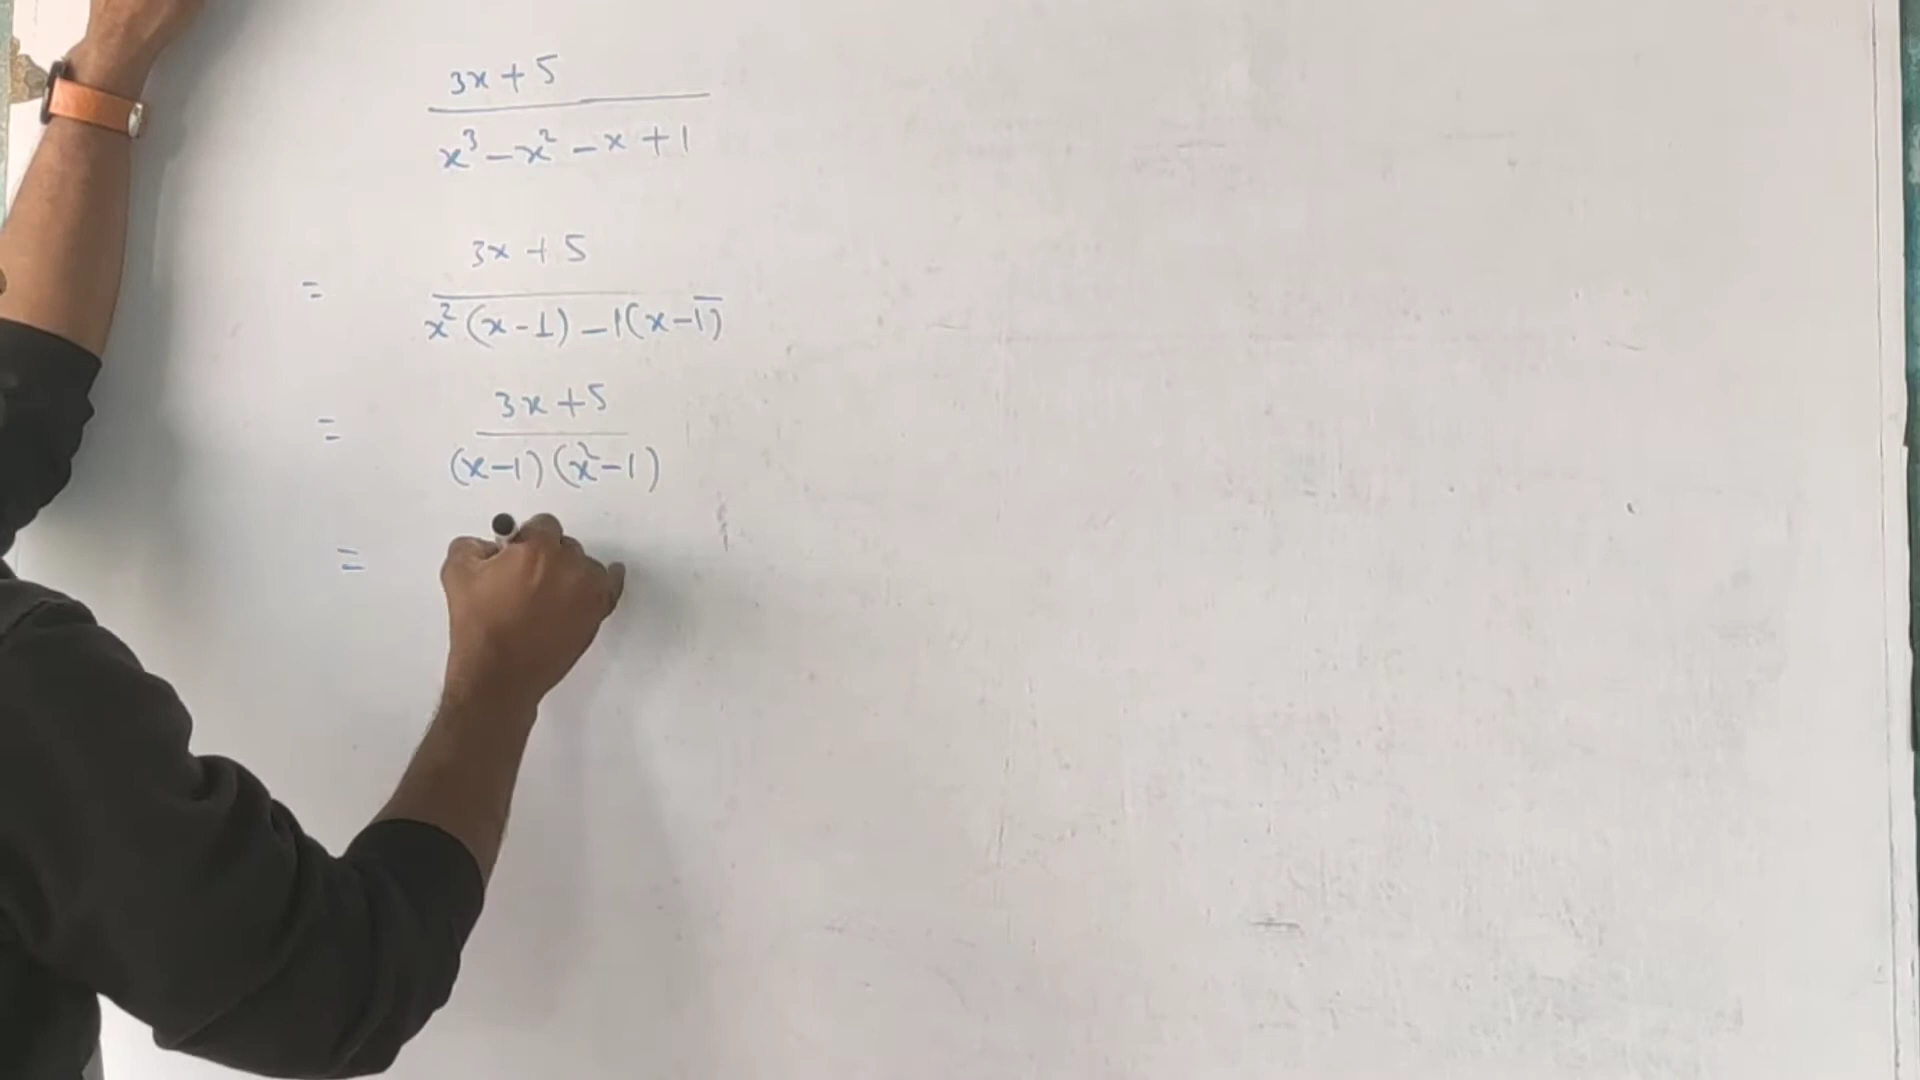 3x + 5
x³ - x² - x + 1
= 3x + 5
x² (x - 1) - 1(x - 1)
= 3x + 5
(x - 1) (x² - 1)
=